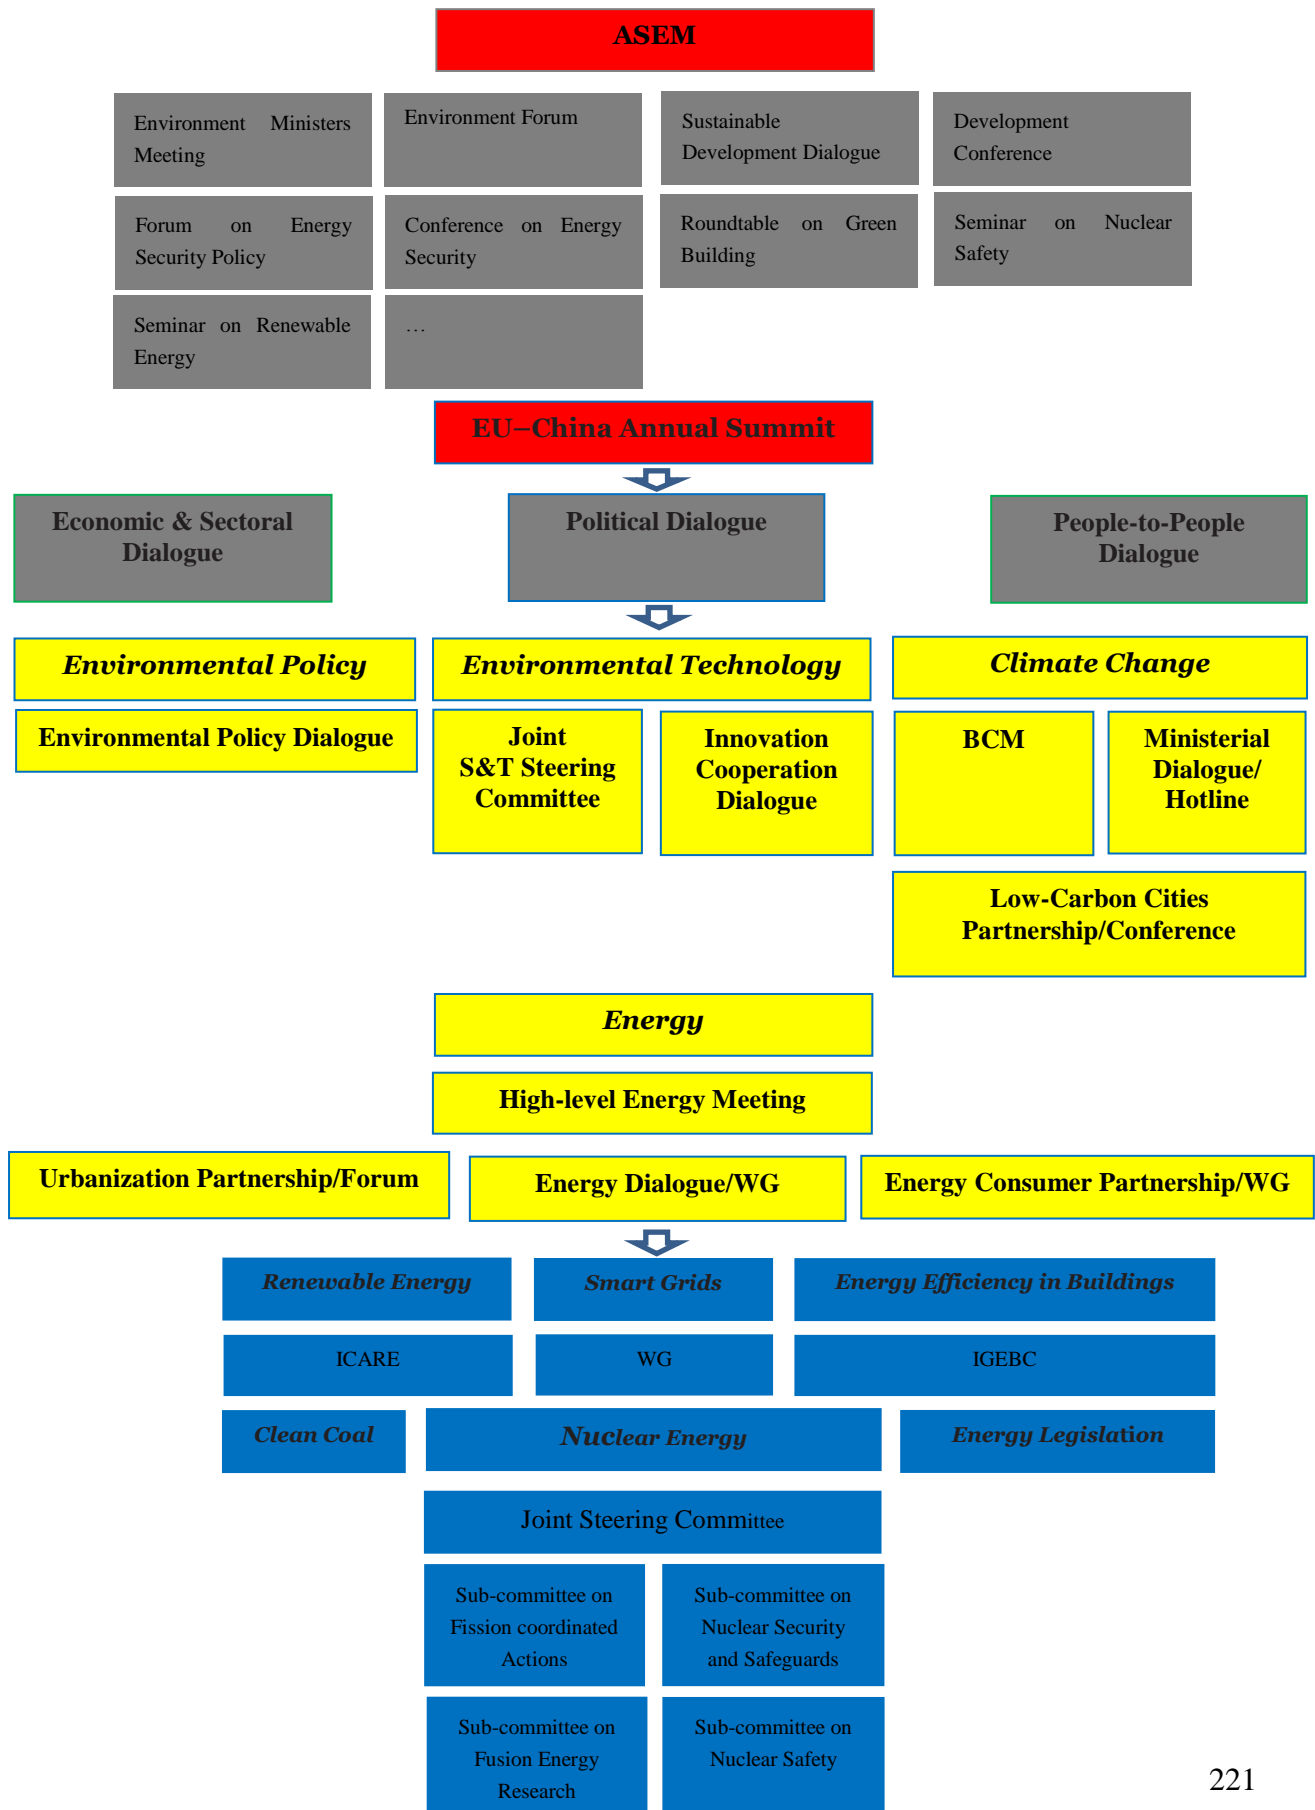 ASEM
Environment Ministers
Meeting
Environment Forum
Sustainable
Development Dialogue
Development
Conference
Forum on Energy
Security Policy
Conference on Energy
Security
Roundtable on Green
Building
Seminar on Nuclear
Safety
Seminar on Renewable
Energy
…
EU–China Annual Summit
Economic & Sectoral
Dialogue
Political Dialogue
People-to-People
Dialogue
Environmental Policy
Environmental Technology
Climate Change
Environmental Policy Dialogue
Joint
S&T Steering
Committee
Innovation
Cooperation
Dialogue
BCM
Ministerial
Dialogue/
Hotline
Low-Carbon Cities
Partnership/Conference
Energy
High-level Energy Meeting
Urbanization Partnership/Forum
Energy Dialogue/WG
Energy Consumer Partnership/WG
Renewable Energy
Smart Grids
Energy Efficiency in Buildings
ICARE
WG
IGEBC
Clean Coal
Nuclear Energy
Energy Legislation
Joint Steering Committee
Sub-committee on
Fission coordinated
Actions
Sub-committee on
Nuclear Security
and Safeguards
Sub-committee on
Fusion Energy
Research
Sub-committee on
Nuclear Safety
221